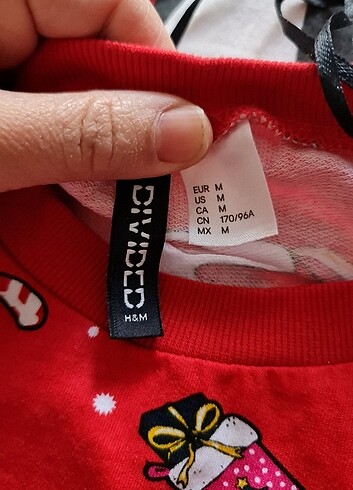 DIVIDED
H&M
EUR M
US M
CA M
CN 170/96A
MX M